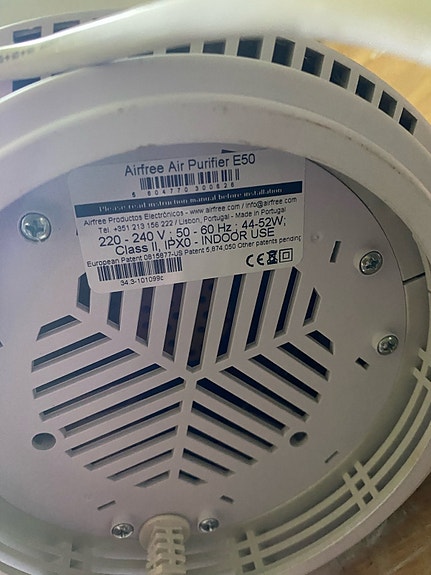 Airfree Air Purifier E50
5 604770 300628
Please read instruction manual before installation
Airfree Productos Electrónicos - www.airfree.com / info@airfree.com
Tel. +351 213 156 222 / Lisbon, Portugal - Made in Portugal
220 - 240 V ; 50 - 60 Hz ; 44-52W;
Class II, IPX0 - INDOOR USE
European Patent 0815877-US Patent 5,874,050 Other patents pending
CE
34.3-101099c